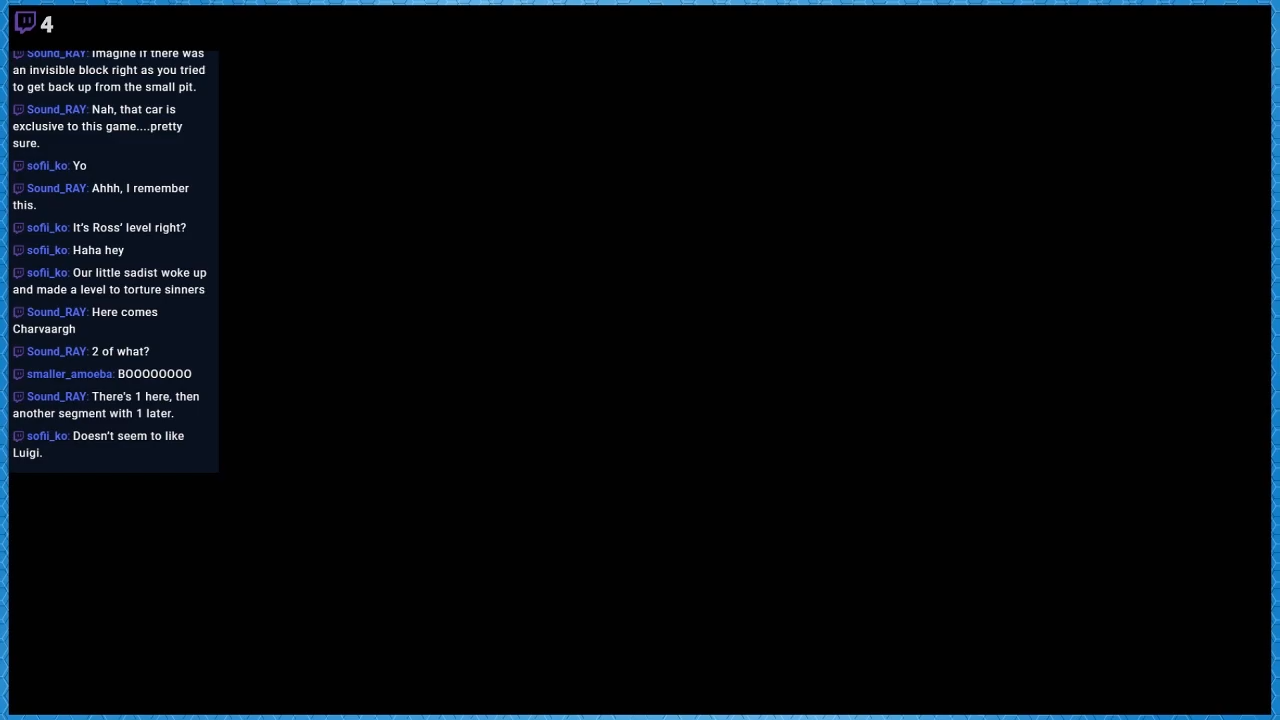 4
Sound_RAY: Imagine if there was
an invisible block right as you tried
to get back up from the small pit.
Sound_RAY: Nah, that car is
exclusive to this game....pretty
sure.
sofii_ko: Yo
Sound_RAY: Ahhh, I remember
this.
sofii_ko: It’s Ross’ level right?
sofii_ko: Haha hey
sofii_ko: Our little sadist woke up
and made a level to torture sinners
Sound_RAY: Here comes
Charvaargh
Sound_RAY: 2 of what?
smaller_amoeba: BOOOOOOOO
Sound_RAY: There's 1 here, then
another segment with 1 later.
sofii_ko: Doesn’t seem to like
Luigi.